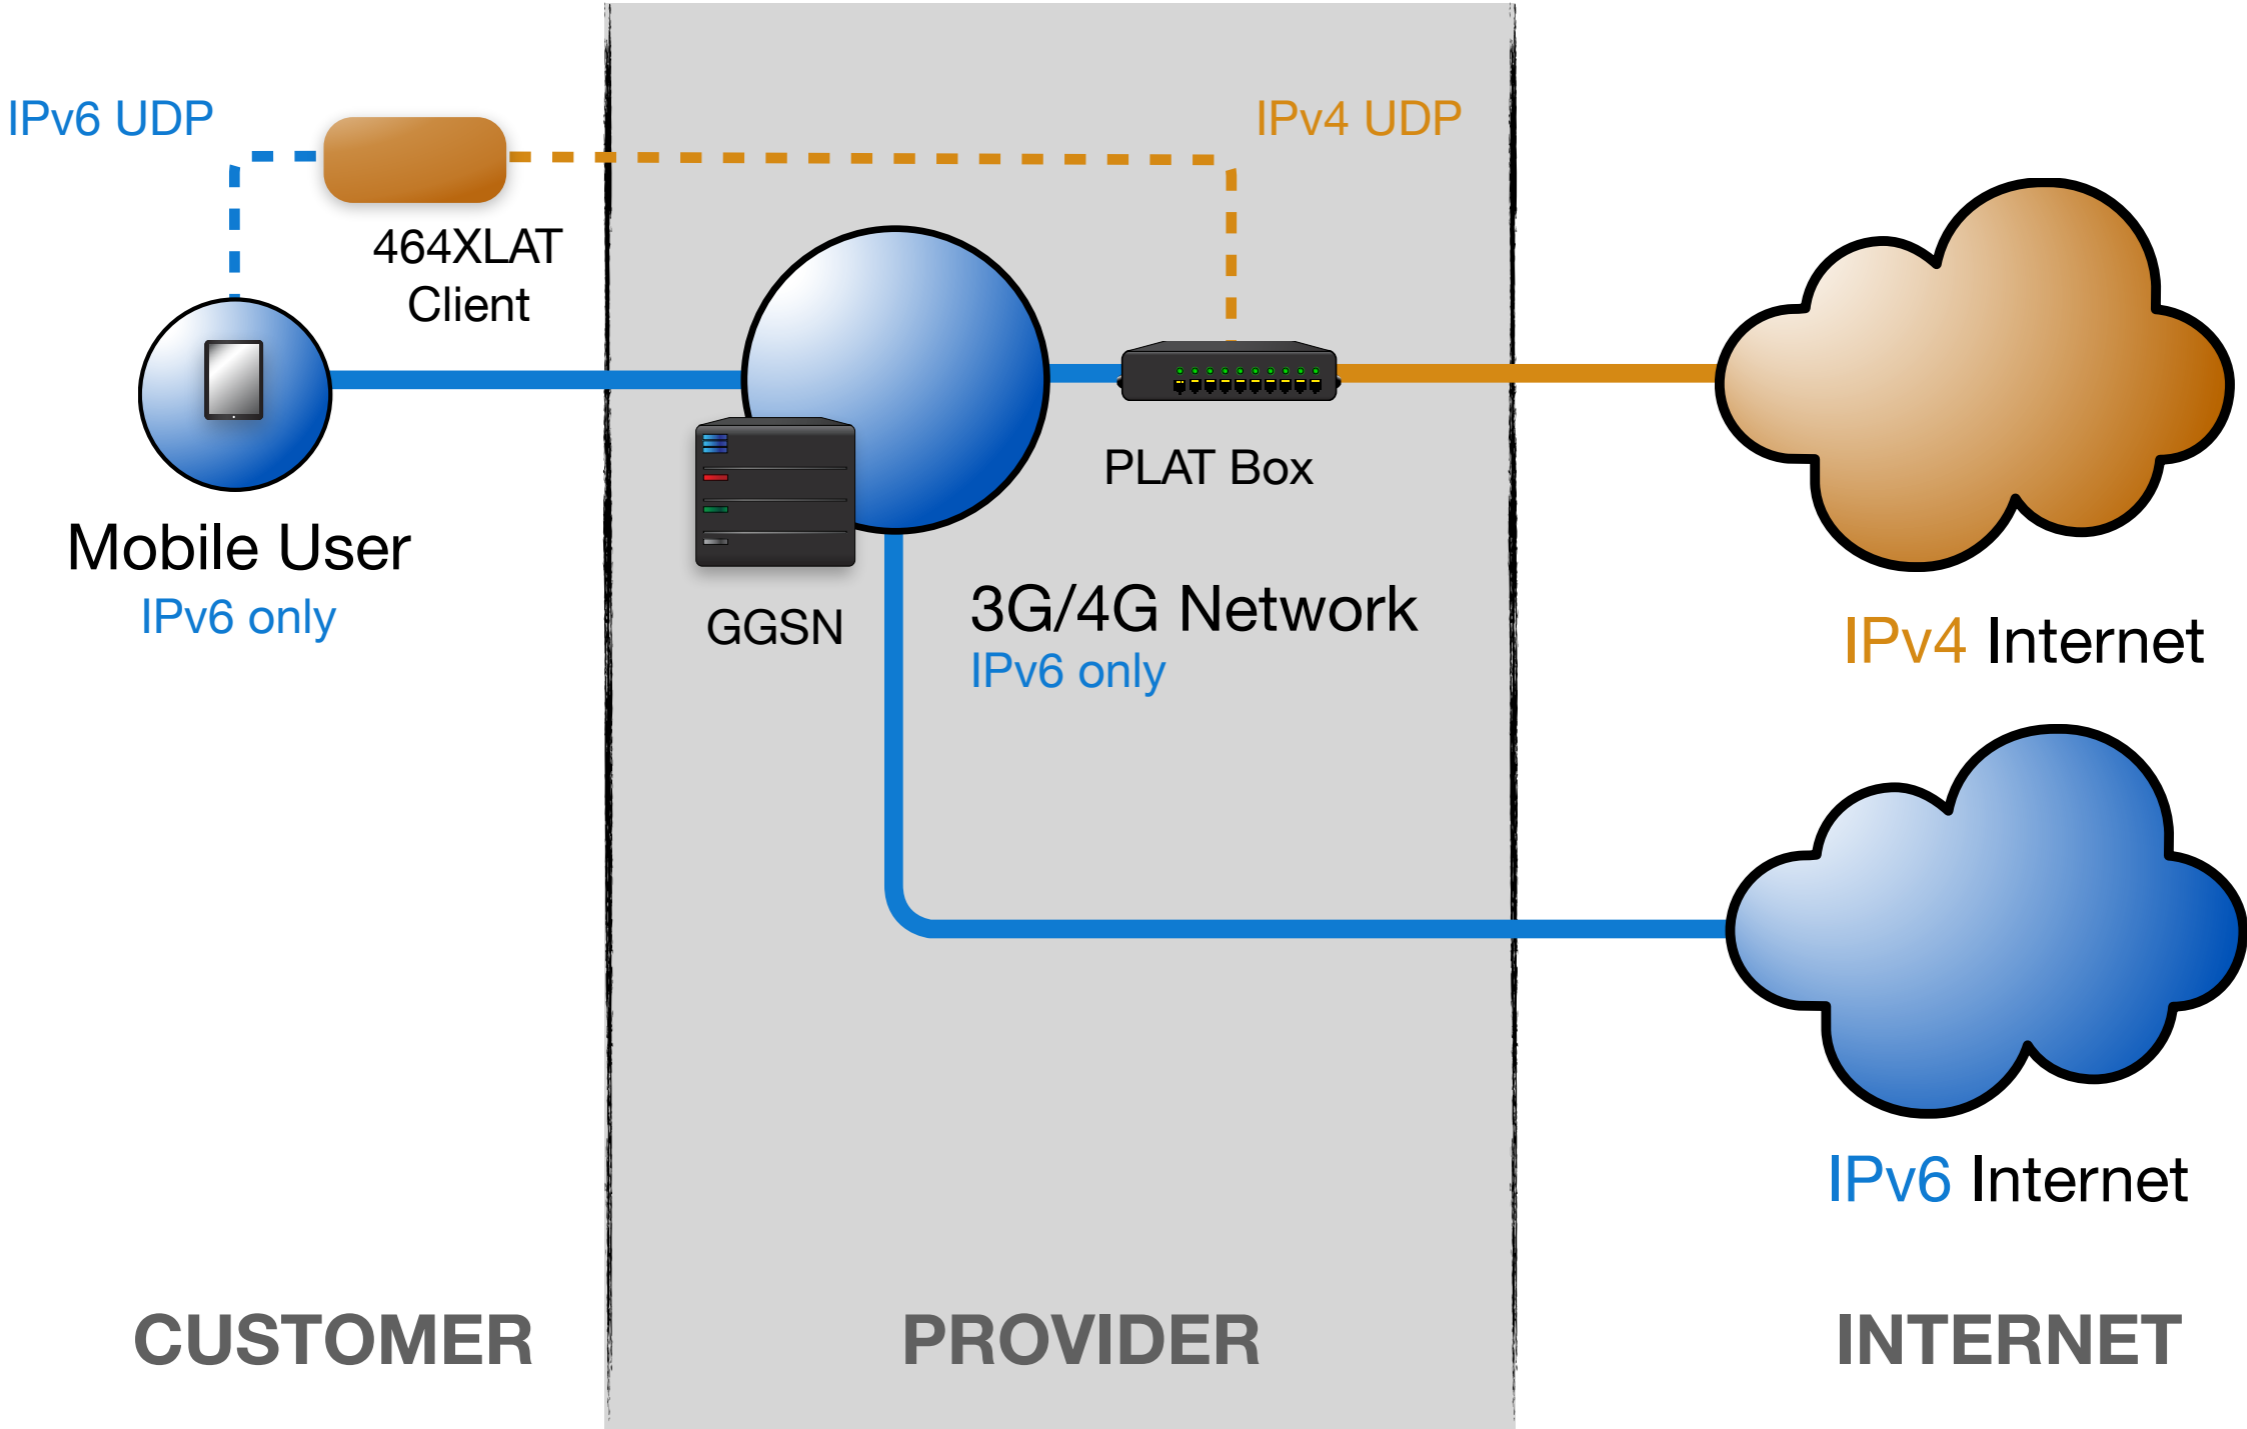 IPv6 UDP
IPv4 UDP
464XLAT
Client
PLAT Box
Mobile User
IPv6 only
GGSN
3G/4G Network
IPv6 only
IPv4 Internet
IPv6 Internet
CUSTOMER
PROVIDER
INTERNET